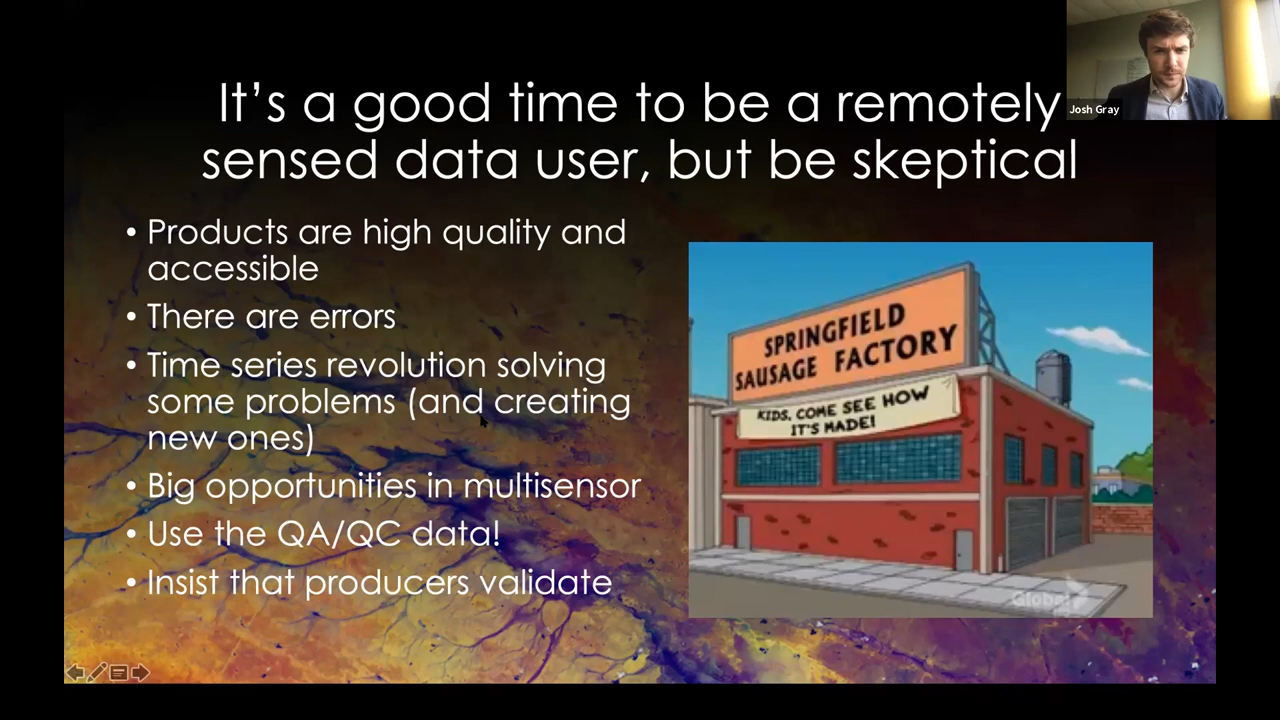 It's a good time to be a remotely
sensed data user, but be skeptical
Josh Gray
• Products are high quality and
accessible
• There are errors
• Time series revolution solving
some problems (and creating
new ones)
• Big opportunities in multisensor
• Use the QA/QC data!
• Insist that producers validate
SPRINGFIELD
SAUSAGE FACTORY
KIDS, COME SEE HOW
IT'S MADE!
Global